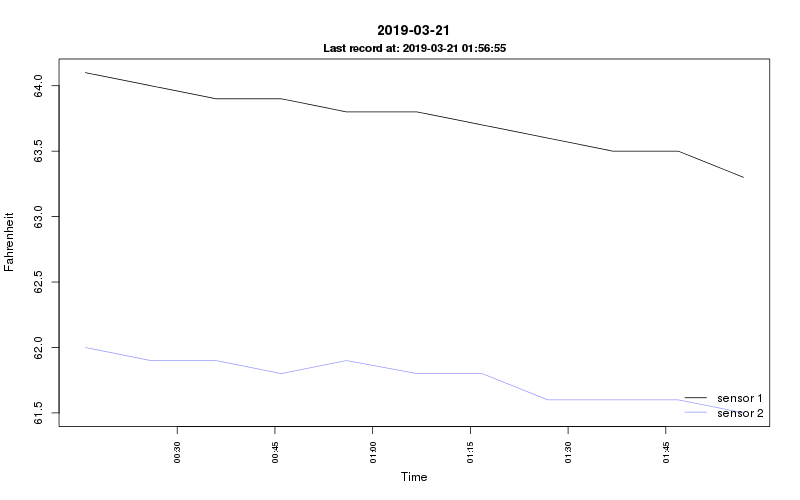 2019-03-21
Last record at: 2019-03-21 01:56:55
Fahrenheit
64.0
63.5
63.0
62.5
62.0
61.5
sensor 1
sensor 2
00:30 00:45 01:00 01:15 01:30 01:45
Time